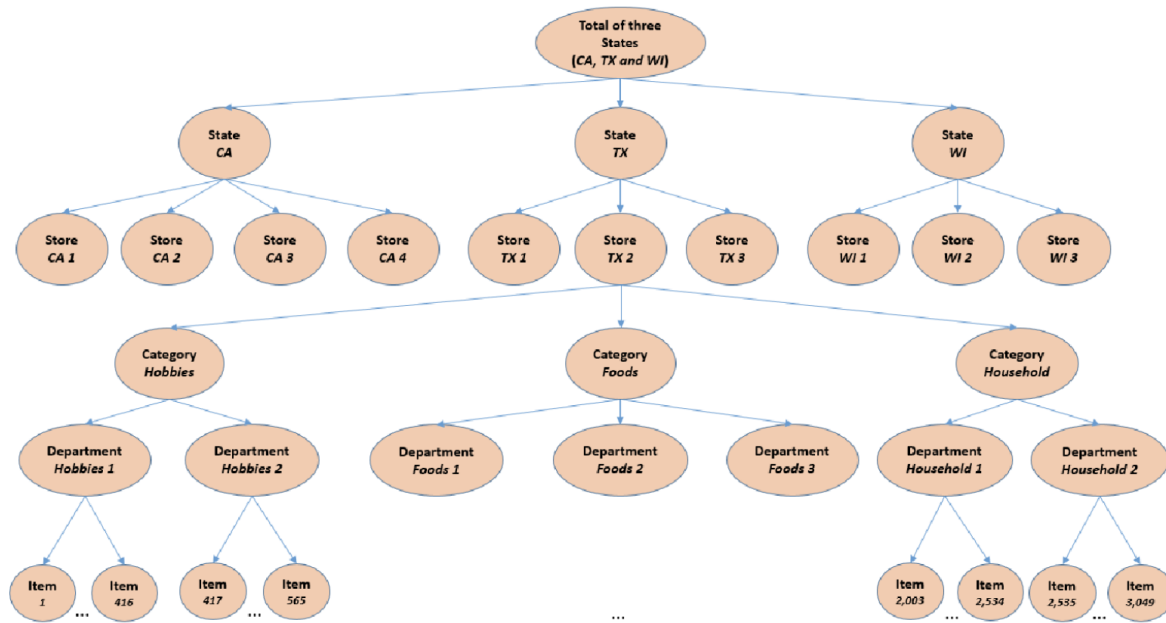 Total of three
States
(CA, TX and WI)
State
CA
State
TX
State
WI
Store
CA 1
Store
CA 2
Store
CA 3
Store
CA 4
Store
TX 1
Store
TX 2
Store
TX 3
Store
WI 1
Store
WI 2
Store
WI 3
Category
Hobbies
Category
Foods
Category
Household
Department
Hobbies 1
Department
Hobbies 2
Department
Foods 1
Department
Foods 2
Department
Foods 3
Department
Household 1
Department
Household 2
Item
1
...
Item
416
Item
417
...
Item
565
...
Item
2,003
...
Item
2,534
Item
2,535
...
Item
3,049